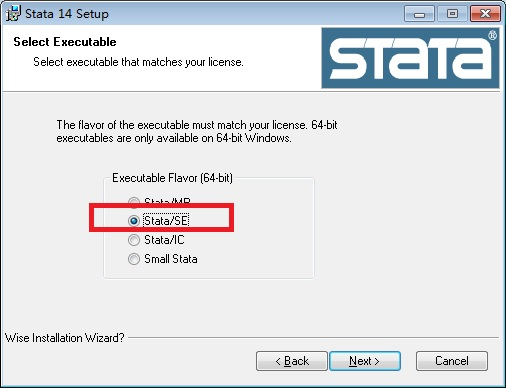 Stata 14 Setup
Select Executable
Select executable that matches your license.
STATA®
The flavor of the executable must match your license. 64-bit
executables are only available on 64-bit Windows.
Executable Flavor (64-bit)
Stata/MP
Stata/SE
Stata/IC
Small Stata
Wise Installation Wizard?
< Back
Next >
Cancel